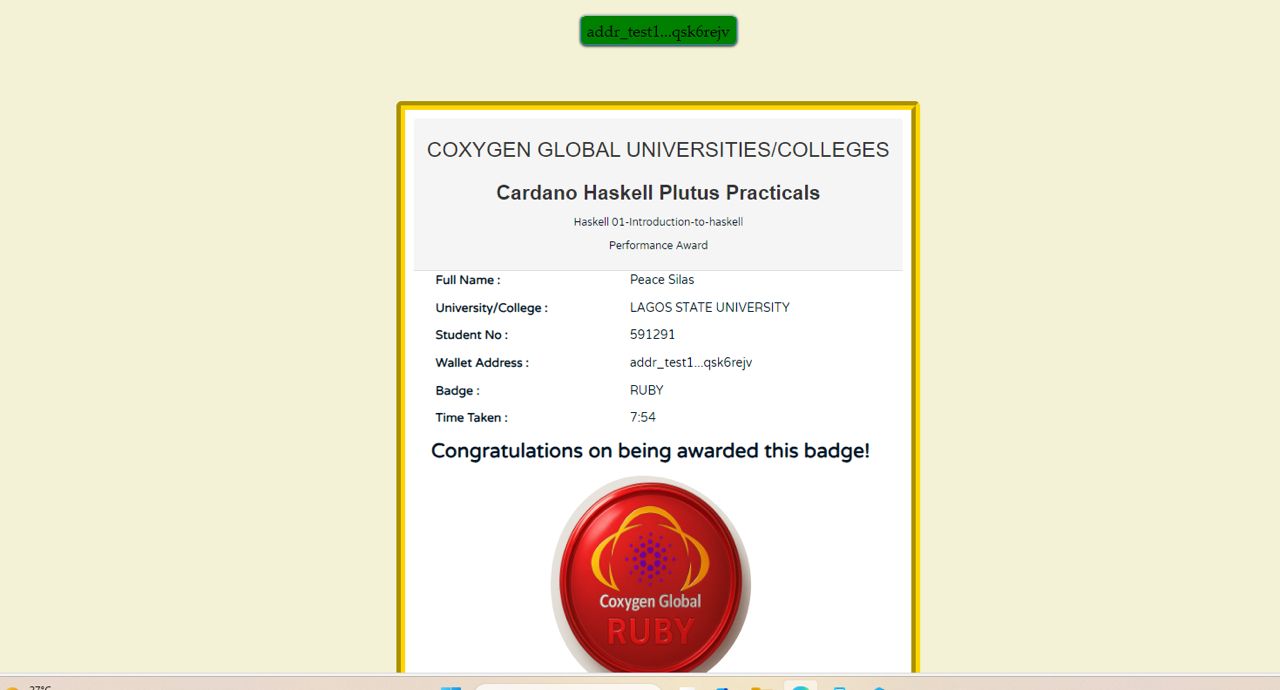 addr_test1...qsk6rejv
COXYGEN GLOBAL UNIVERSITIES/COLLEGES
Cardano Haskell Plutus Practicals
Haskell 01-Introduction-to-haskell
Performance Award
Full Name : Peace Silas
University/College : LAGOS STATE UNIVERSITY
Student No : 591291
Wallet Address : addr_test1...qsk6rejv
Badge : RUBY
Time Taken : 7:54
Congratulations on being awarded this badge!
Coxygen Global
RUBY